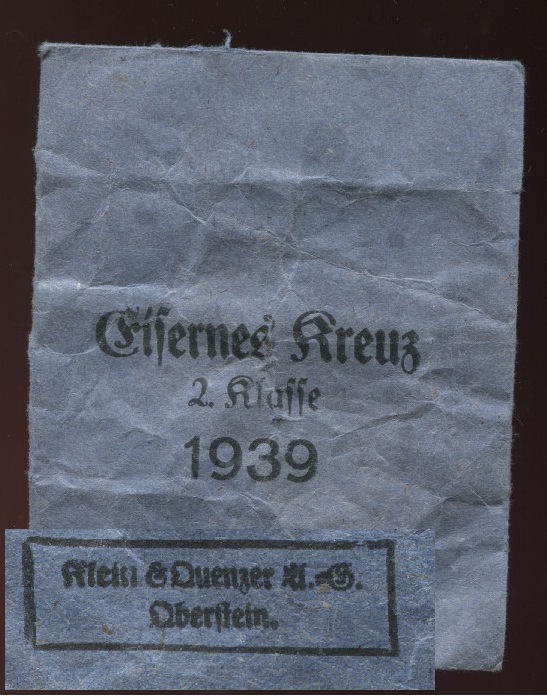 Eisernes Kreuz
2. Klasse
1939
Klein & Quenzer A.-G.
Oberstein.